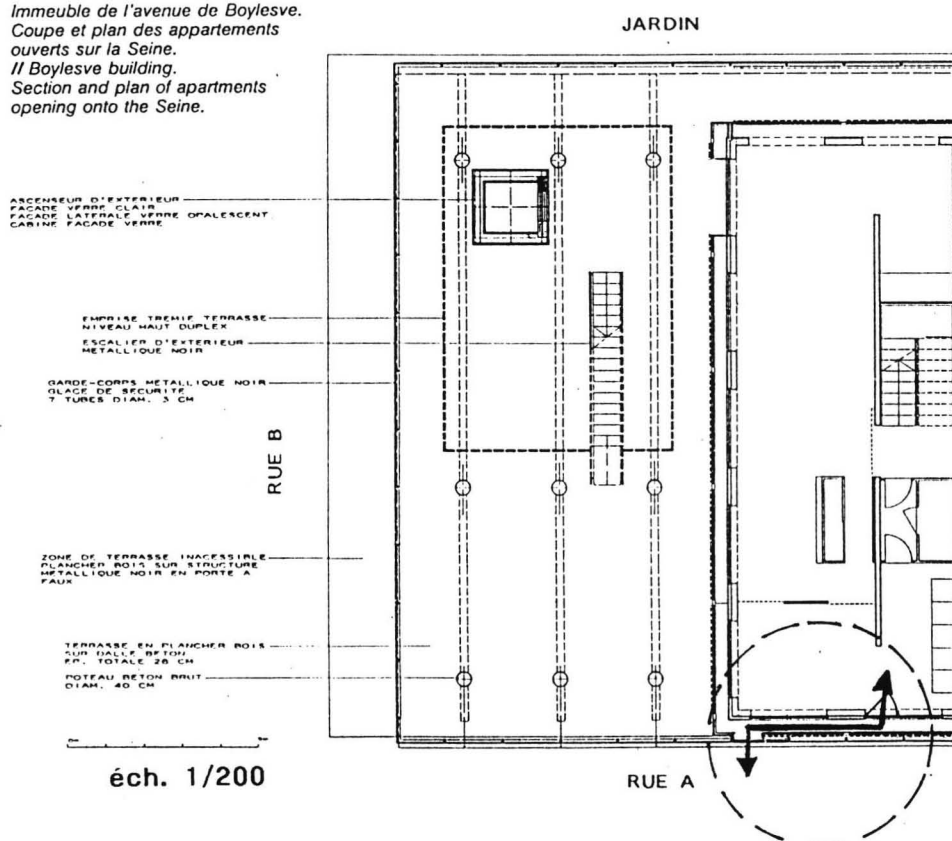 Immeuble de l'avenue de Boylesve.
Coupe et plan des appartements
ouverts sur la Seine.
// Boylesve building.
Section and plan of apartments
opening onto the Seine.
JARDIN
ASCENSEUR D'EXTERIEUR
FACADE VERRE CLAIR
FACADE LATERALE VERRE OPALESCENT
CABINE FACADE VERRE
EMPRISE TREMIE TERRASSE
NIVEAU HAUT DUPLEX
ESCALIER D'EXTERIEUR
METALLIQUE NOIR
GARDE-CORPS METALLIQUE NOIR
GLACE DE SECURITE
7 TUBES DIAM. 3 CM
RUE B
ZONE DE TERRASSE INACESSIBLE
PLANCHER BOIS SUR STRUCTURE
METALLIQUE NOIR EN PORTE A
FAUX
TERRASSE EN PLANCHER BOIS
SUR DALLE BETON
EP. TOTALE 28 CM
POTEAU BETON BRUT
DIAM. 40 CM
éch. 1/200
RUE A